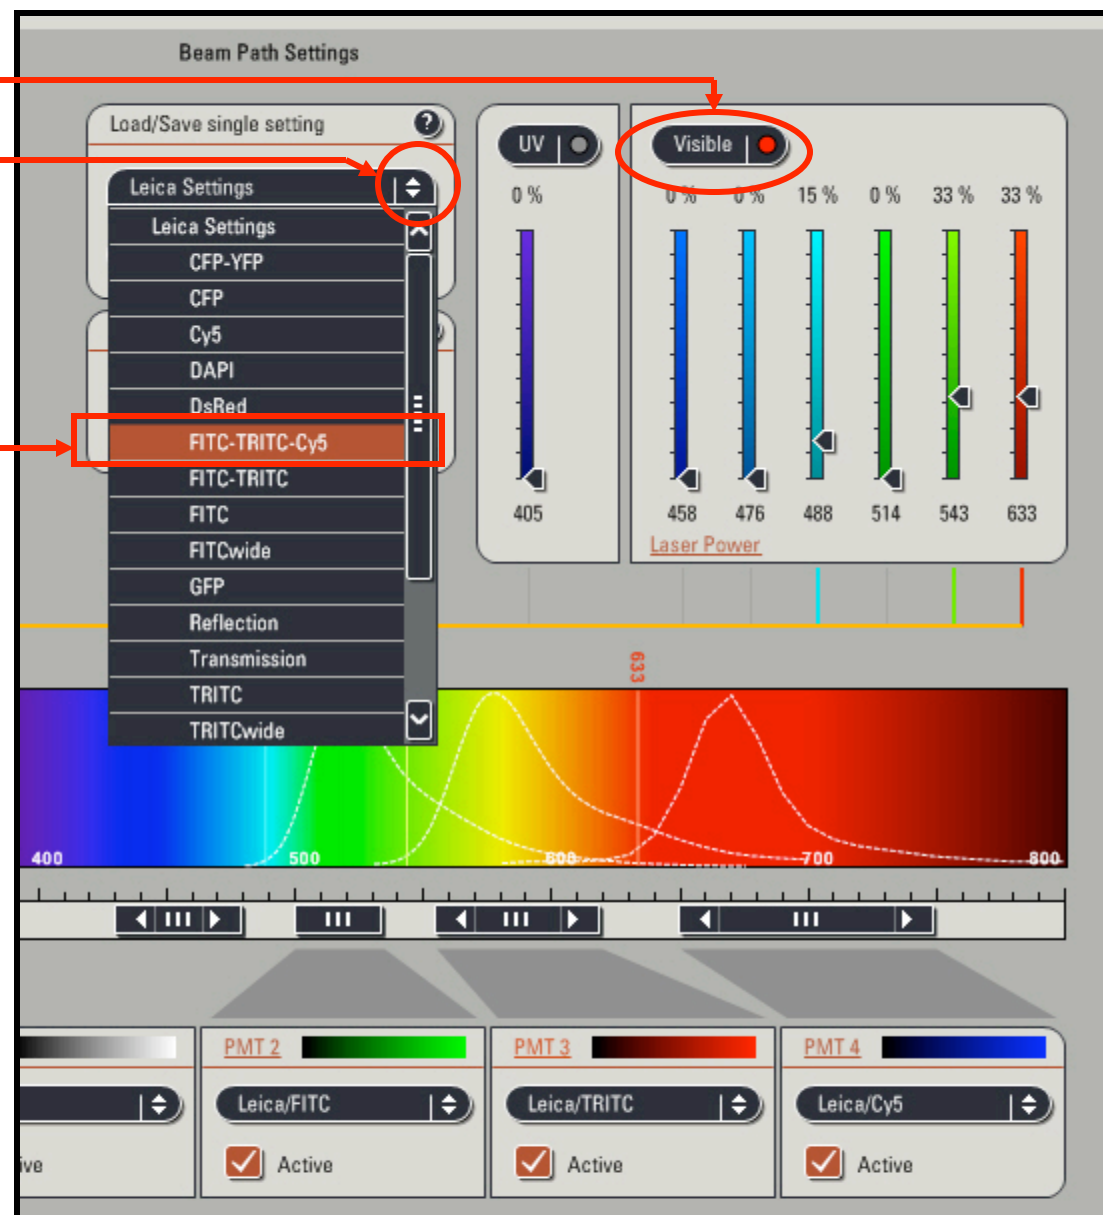 Beam Path Settings
Load/Save single setting ?
Leica Settings
Leica Settings
CFP-YFP
CFP
Cy5
DAPI
DsRed
FITC-TRITC-Cy5
FITC-TRITC
FITC
FITCwide
GFP
Reflection
Transmission
TRITC
TRITCwide
UV
Visible
0 %
0 % 0 % 15 % 0 % 33 % 33 %
405
458 476 488 514 543 633
Laser Power
633
400 500 600 700 800
PMT 2
PMT 3
PMT 4
Leica/FITC
Leica/TRITC
Leica/Cy5
ive
Active
Active
Active